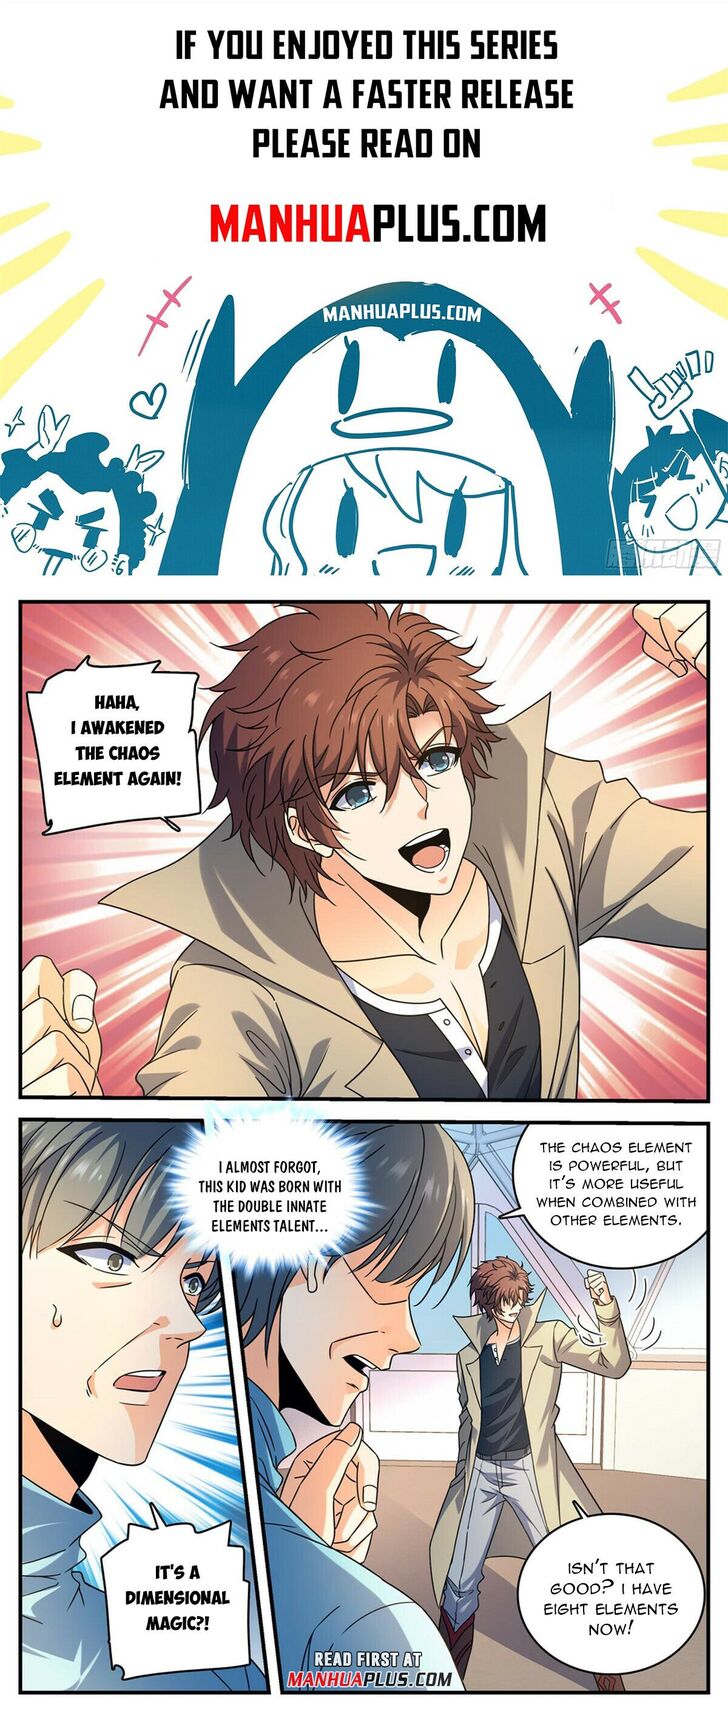 IF YOU ENJOYED THIS SERIES
AND WANT A FASTER RELEASE
PLEASE READ ON
MANHUAPLUS.COM
MANHUAPLUS.COM
HAHA,
I AWAKENED
THE CHAOS
ELEMENT AGAIN!
I ALMOST FORGOT,
THIS KID WAS BORN WITH
THE DOUBLE INNATE
ELEMENTS TALENT...
THE CHAOS ELEMENT
IS POWERFUL, BUT
IT'S MORE USEFUL
WHEN COMBINED WITH
OTHER ELEMENTS.
IT'S A
DIMENSIONAL
MAGIC?!
ISN'T THAT
GOOD? I HAVE
EIGHT ELEMENTS
NOW!
READ FIRST AT
MANHUAPLUS.COM